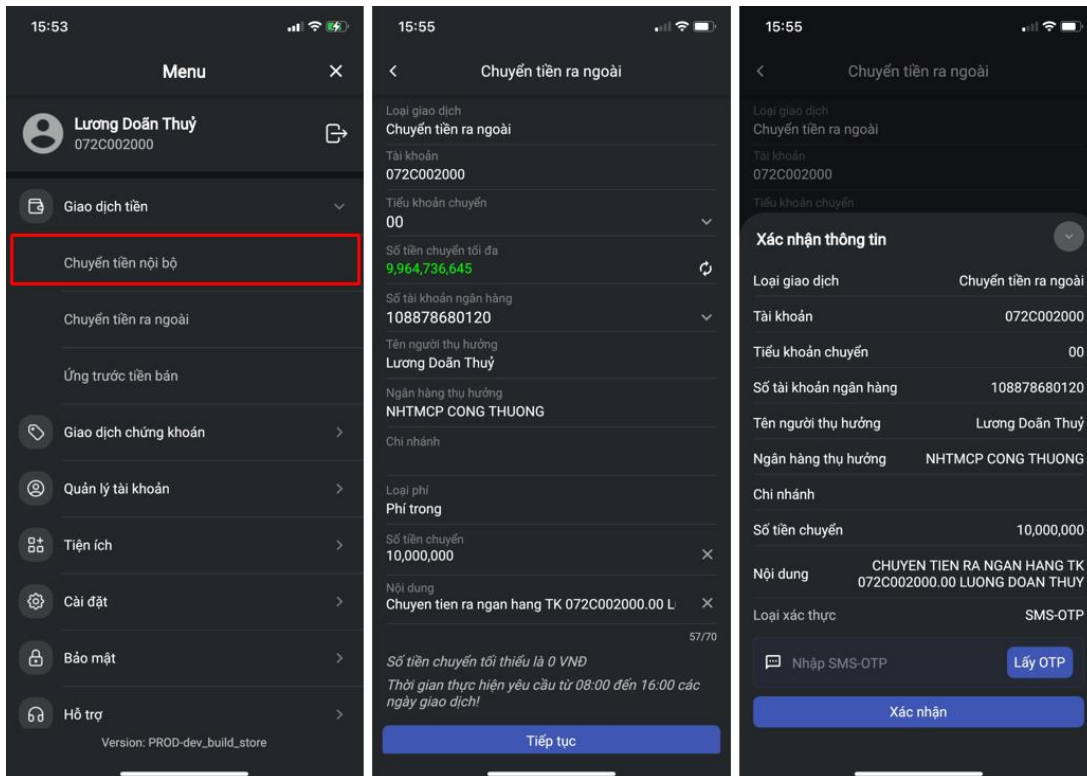 15:53
Menu
Lương Doãn Thuỷ
072C002000
Giao dịch tiền
Chuyển tiền nội bộ
Chuyển tiền ra ngoài
Ứng trước tiền bán
Giao dịch chứng khoán
Quản lý tài khoản
Tiện ích
Cài đặt
Bảo mật
Hỗ trợ
Version: PROD-dev_build_store
15:55
Chuyển tiền ra ngoài
Loại giao dịch
Chuyển tiền ra ngoài
Tài khoản
072C002000
Tiểu khoản chuyển
00
Số tiền chuyển tối đa
9,964,736,645
Số tài khoản ngân hàng
108878680120
Tên người thụ hưởng
Lương Doãn Thuỷ
Ngân hàng thụ hưởng
NHTMCP CONG THUONG
Chi nhánh
Loại phí
Phí trong
Số tiền chuyển
10,000,000
Nội dung
Chuyen tien ra ngan hang TK 072C002000.00 L
57/70
Số tiền chuyển tối thiểu là 0 VNĐ
Thời gian thực hiện yêu cầu từ 08:00 đến 16:00 các
ngày giao dịch!
Tiếp tục
15:55
Chuyển tiền ra ngoài
Loại giao dịch
Chuyển tiền ra ngoài
Tài khoản
072C002000
Tiểu khoản chuyển
Xác nhận thông tin
Loại giao dịch Chuyển tiền ra ngoài
Tài khoản 072C002000
Tiểu khoản chuyển 00
Số tài khoản ngân hàng 108878680120
Tên người thụ hưởng Lương Doãn Thuỷ
Ngân hàng thụ hưởng NHTMCP CONG THUONG
Chi nhánh
Số tiền chuyển 10,000,000
Nội dung CHUYEN TIEN RA NGAN HANG TK
072C002000.00 LUONG DOAN THUY
Loại xác thực SMS-OTP
Nhập SMS-OTP Lấy OTP
Xác nhận